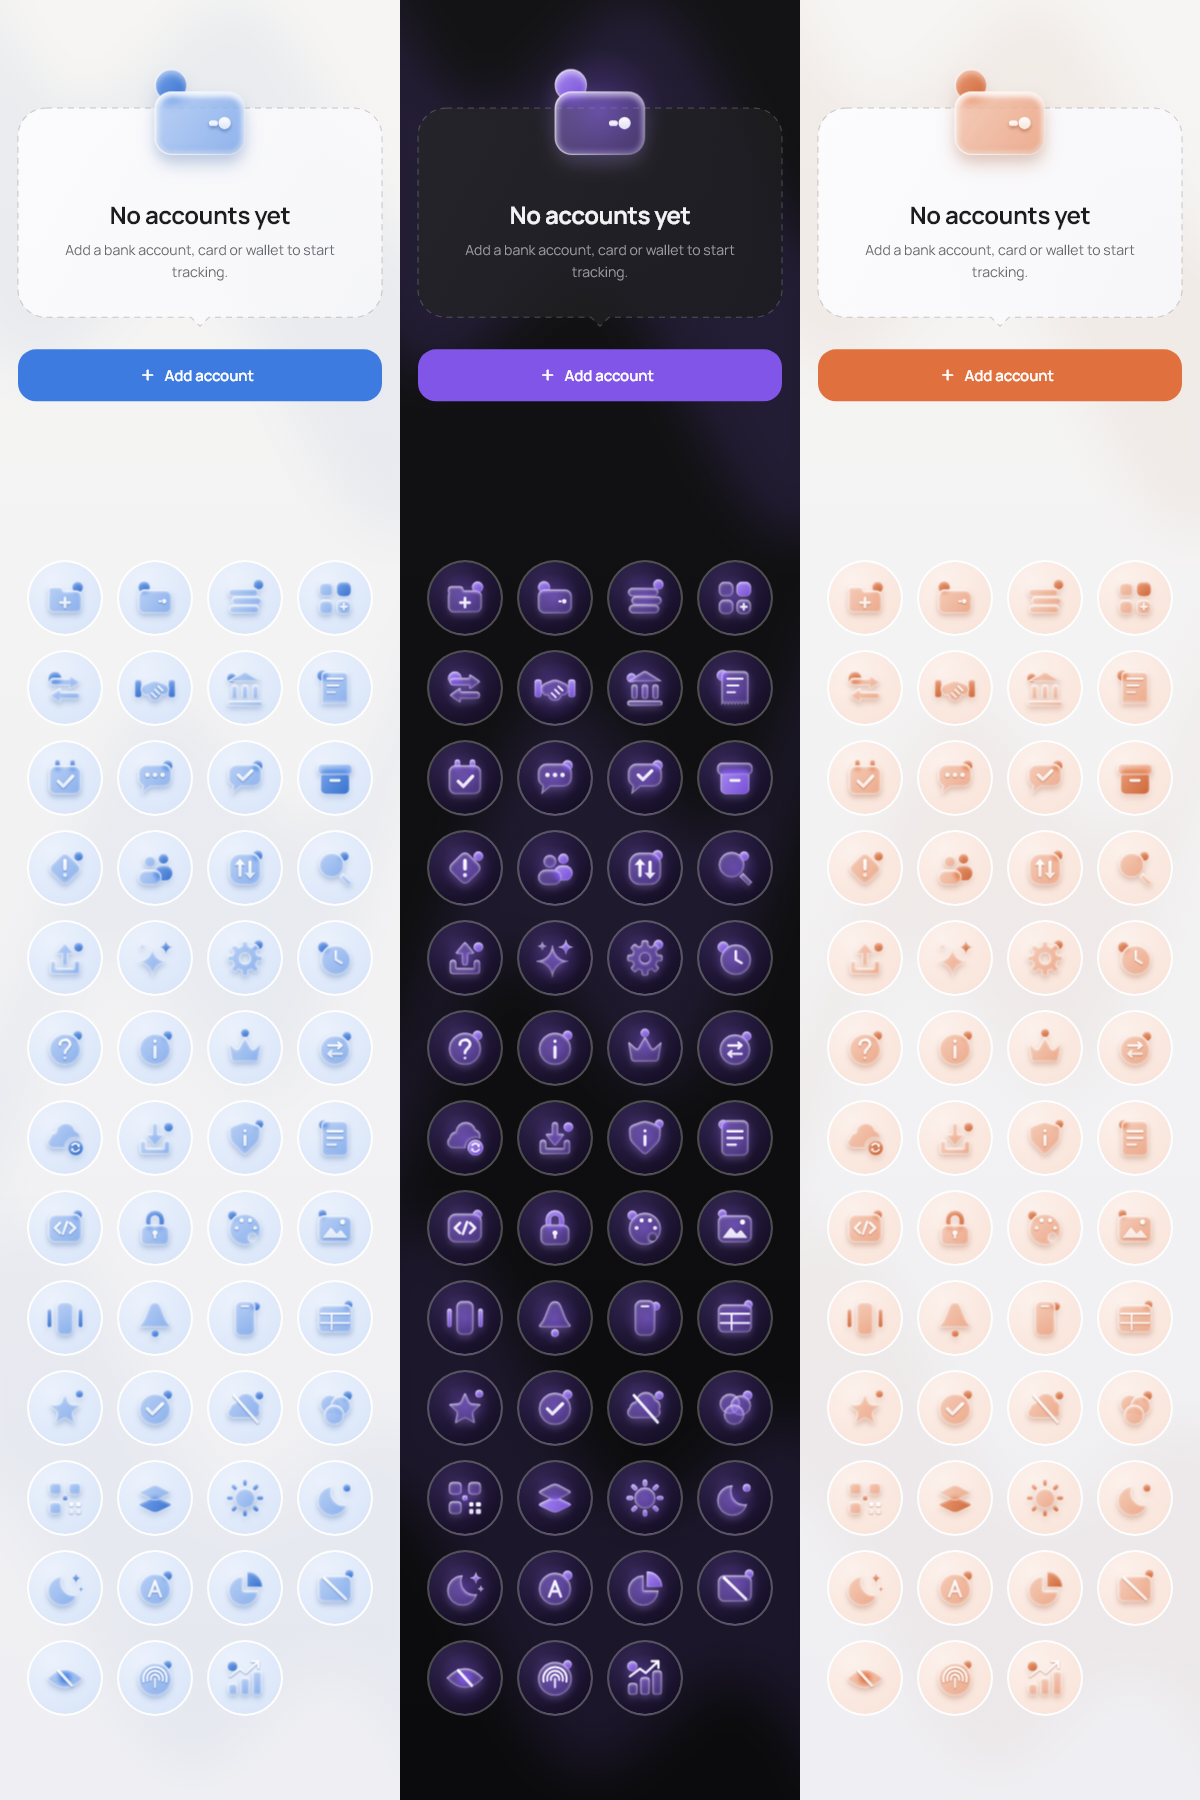 No accounts yet
Add a bank account, card or wallet to start
tracking.
+ Add account
No accounts yet
Add a bank account, card or wallet to start
tracking.
+ Add account
No accounts yet
Add a bank account, card or wallet to start
tracking.
+ Add account